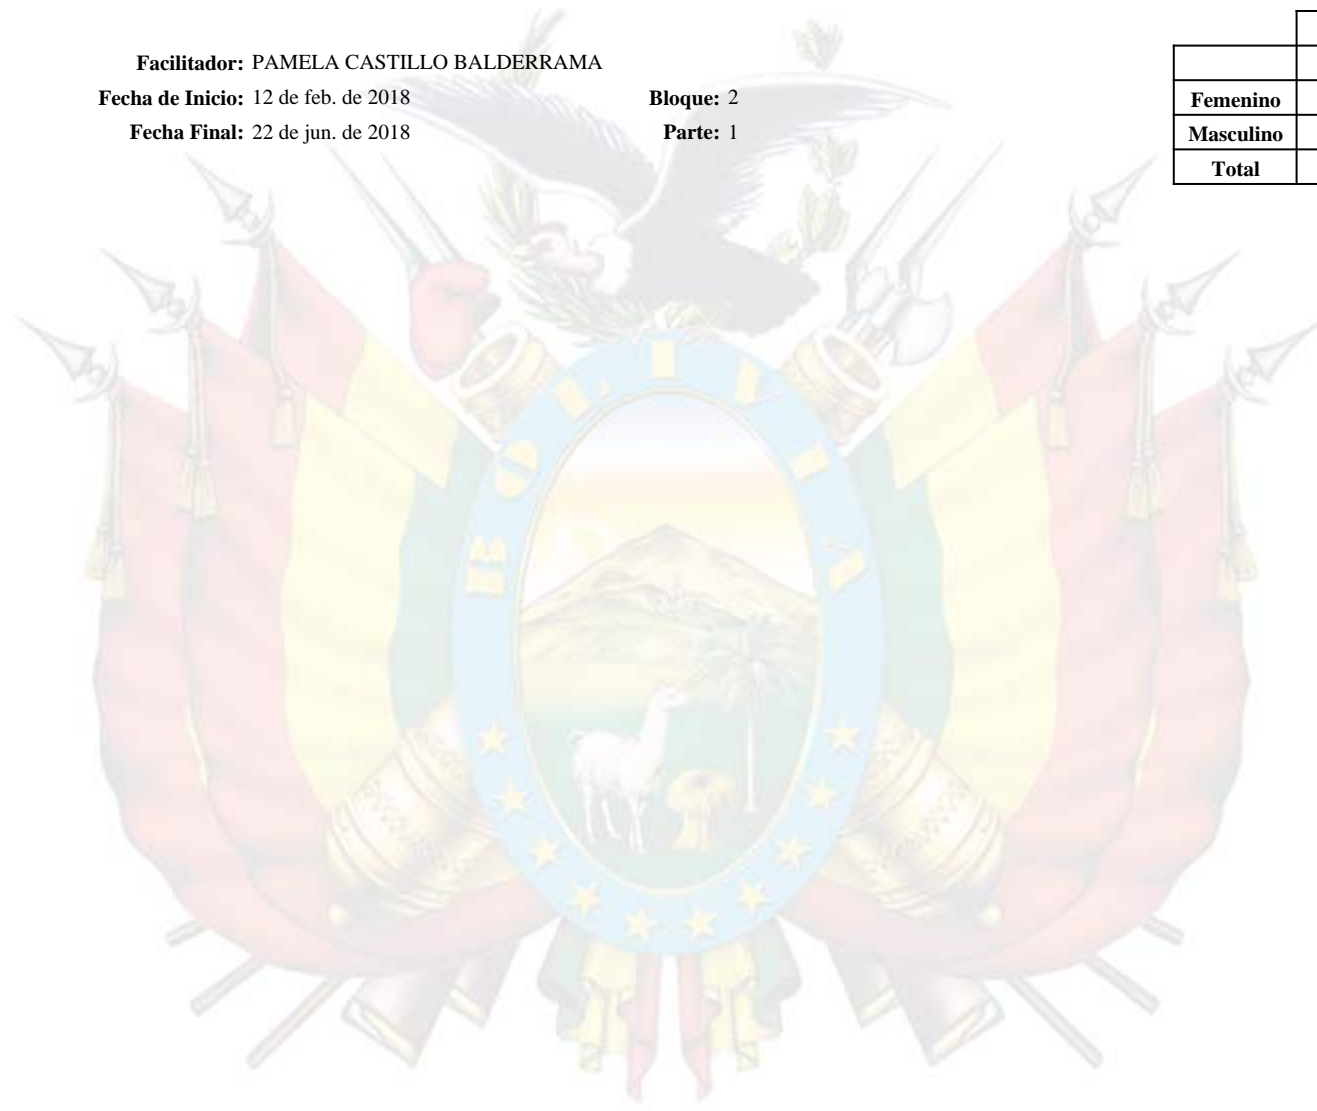 Facilitador: PAMELA CASTILLO BALDERRAMA
Fecha de Inicio: 12 de feb. de 2018 Bloque: 2
Fecha Final: 22 de jun. de 2018 Parte: 1
Femenino
Masculino
Total
BOLIVIA